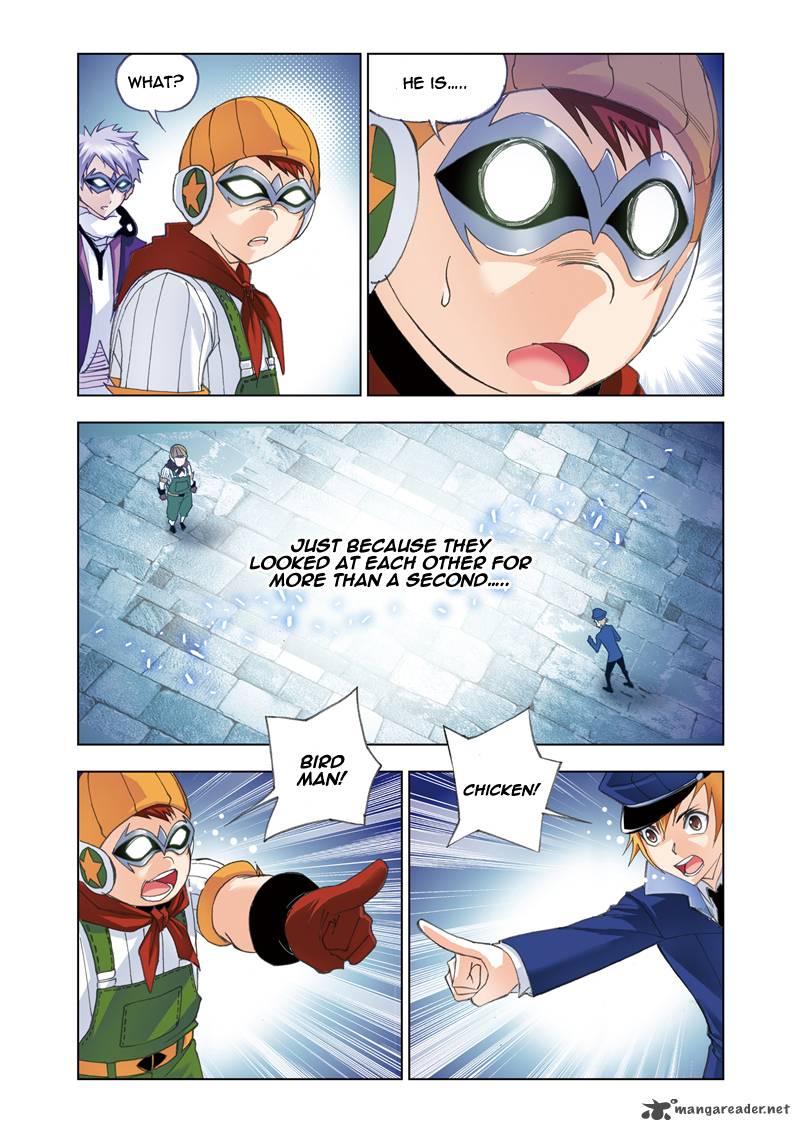 WHAT?
HE IS.....
JUST BECAUSE THEY
LOOKED AT EACH OTHER FOR
MORE THAN A SECOND.....
BIRD
MAN!
CHICKEN!
mangareader.net